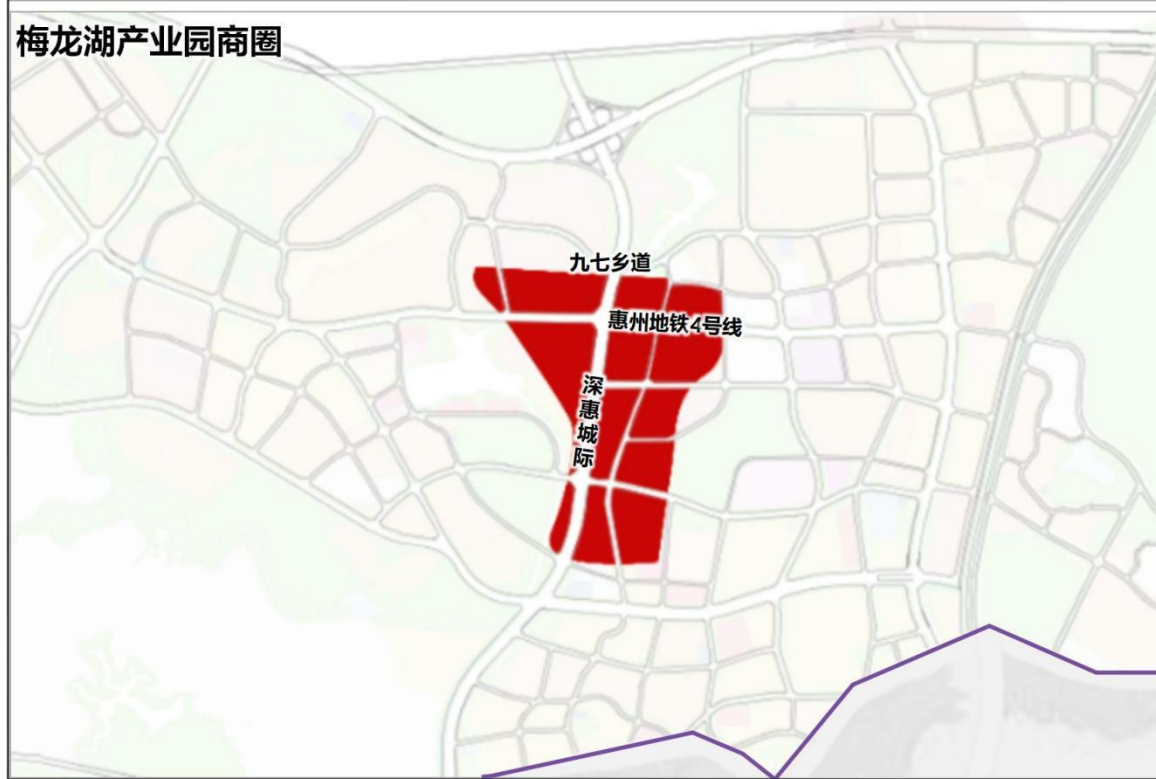 梅龙湖产业园商圈
九七乡道
惠州地铁4号线
深惠城际